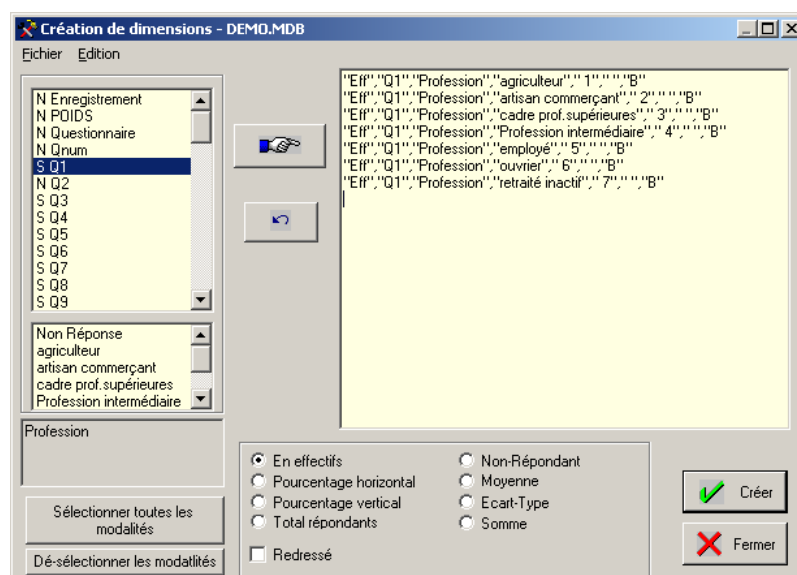 Création de dimensions - DEMO.MDB
Fichier Edition
N Enregistrement
N POIDS
N Questionnaire
N Qnum
S Q1
N Q2
S Q3
S Q4
S Q5
S Q6
S Q7
S Q8
S Q9
Non Réponse
agriculteur
artisan commerçant
cadre prof.supérieures
Profession intermédiaire
Profession
Sélectionner toutes les
modalités
Dé-sélectionner les modatlités
"Eff","Q1","Profession","agriculteur"," 1"," ","B"
"Eff","Q1","Profession","artisan commerçant"," 2"," ","B"
"Eff","Q1","Profession","cadre prof.supérieures"," 3"," ","B"
"Eff","Q1","Profession","Profession intermédiaire"," 4"," ","B"
"Eff","Q1","Profession","employé"," 5"," ","B"
"Eff","Q1","Profession","ouvrier"," 6"," ","B"
"Eff","Q1","Profession","retraité inactif"," 7"," ","B"
En effectifs
Pourcentage horizontal
Pourcentage vertical
Total répondants
Non-Répondant
Moyenne
Ecart-Type
Somme
Redressé
Créer
Fermer